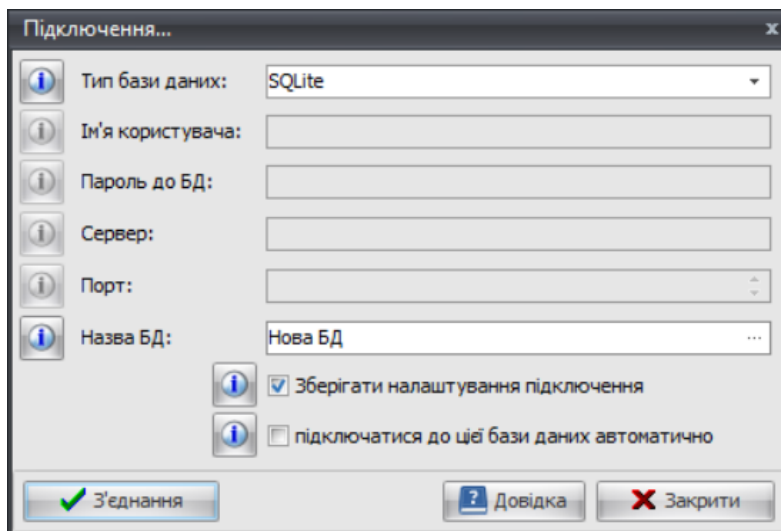 Підключення...
Тип бази даних: SQLite
Ім'я користувача:
Пароль до БД:
Сервер:
Порт:
Назва БД: Нова БД
Зберігати налаштування підключення
підключатися до цієї бази даних автоматично
З'єднання Довідка Закрити